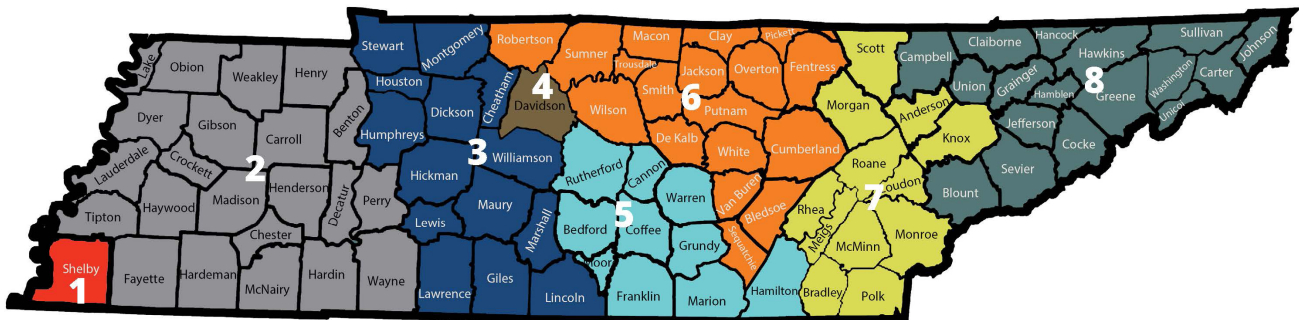 Lake
Obion
Weakley
Henry
Stewart
Montgomery
Robertson
Sumner
Macon
Clay
Pickett
Scott
Campbell
Claiborne
Hancock
Hawkins
Sullivan
Johnson
Houston
Dickson
Cheatham
4
Davidson
Trousdale
Smith
Jackson
Overton
Fentress
6
Wilson
Putnam
Morgan
Anderson
Union
Grainger
Hamblen
8
Greene
Washington
Carter
Unicoi
Dyer
Gibson
Carroll
Benton
Humphreys
De Kalb
White
Cumberland
Knox
Jefferson
Cocke
Sevier
Blount
Lauderdale
Crockett
2
Madison
Henderson
Decatur
Perry
Hickman
3
Williamson
Rutherford
Cannon
Warren
Van Buren
Bledsoe
Roane
7
Loudon
Rhea
Meigs
McMinn
Monroe
Tipton
Haywood
Chester
Lewis
Maury
Marshall
Bedford
5
Coffee
Grundy
Sequatchie
Shelby
1
Fayette
Hardeman
McNairy
Hardin
Wayne
Lawrence
Giles
Lincoln
Moore
Franklin
Marion
Hamilton
Bradley
Polk